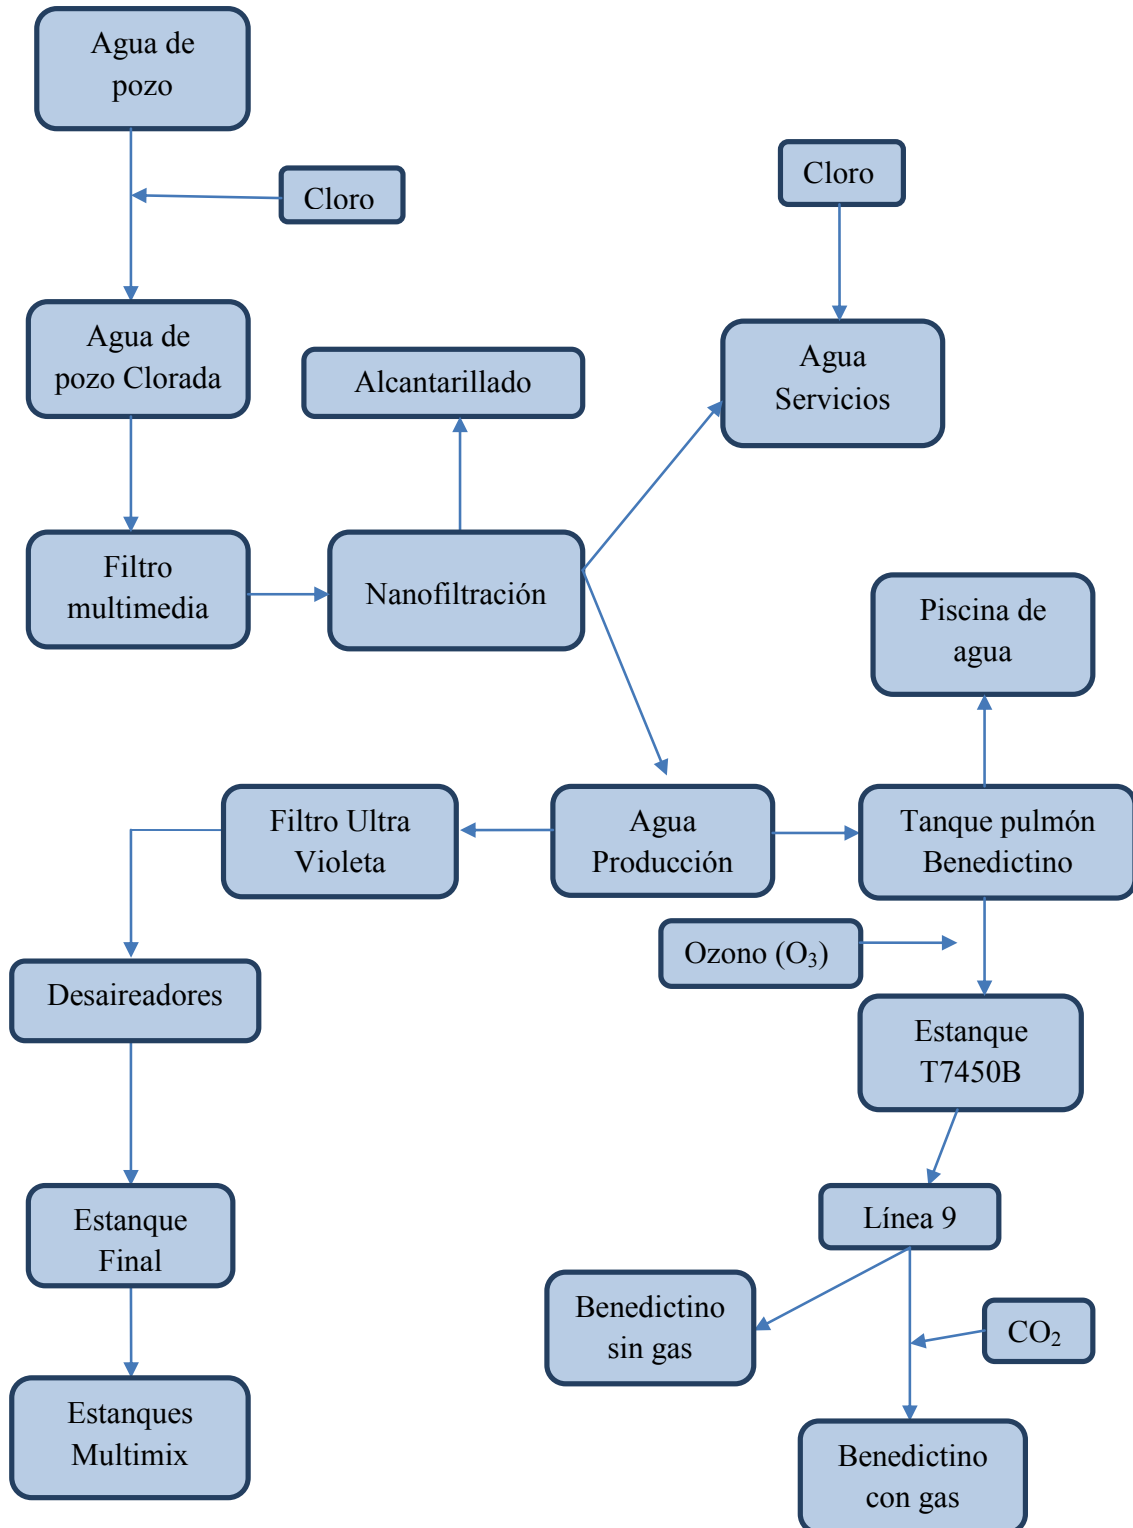 Agua de
pozo
Cloro
Cloro
Agua de
pozo Clorada
Alcantarillado
Agua
Servicios
Filtro
multimedia
Nanofiltración
Piscina de
agua
Filtro Ultra
Violeta
Agua
Producción
Tanque pulmón
Benedictino
Ozono (O₃)
Desaireadores
Estanque
T7450B
Estanque
Final
Línea 9
Benedictino
sin gas
CO₂
Estanques
Multimix
Benedictino
con gas